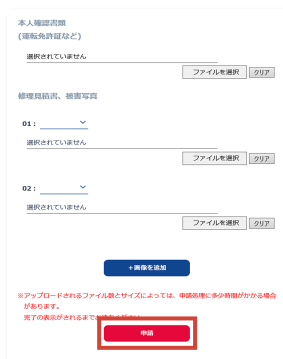 本人確認書類
(運転免許証など)
選択されていません
ファイルを選択 クリア
修理見積書、被害写真
01：
選択されていません
ファイルを選択 クリア
02：
選択されていません
ファイルを選択 クリア
+画像を追加
※アップロードされるファイル数とサイズによっては、申請処理に多少時間がかかる場合
があります。
完了の表示がされるまでお待ちください
申請